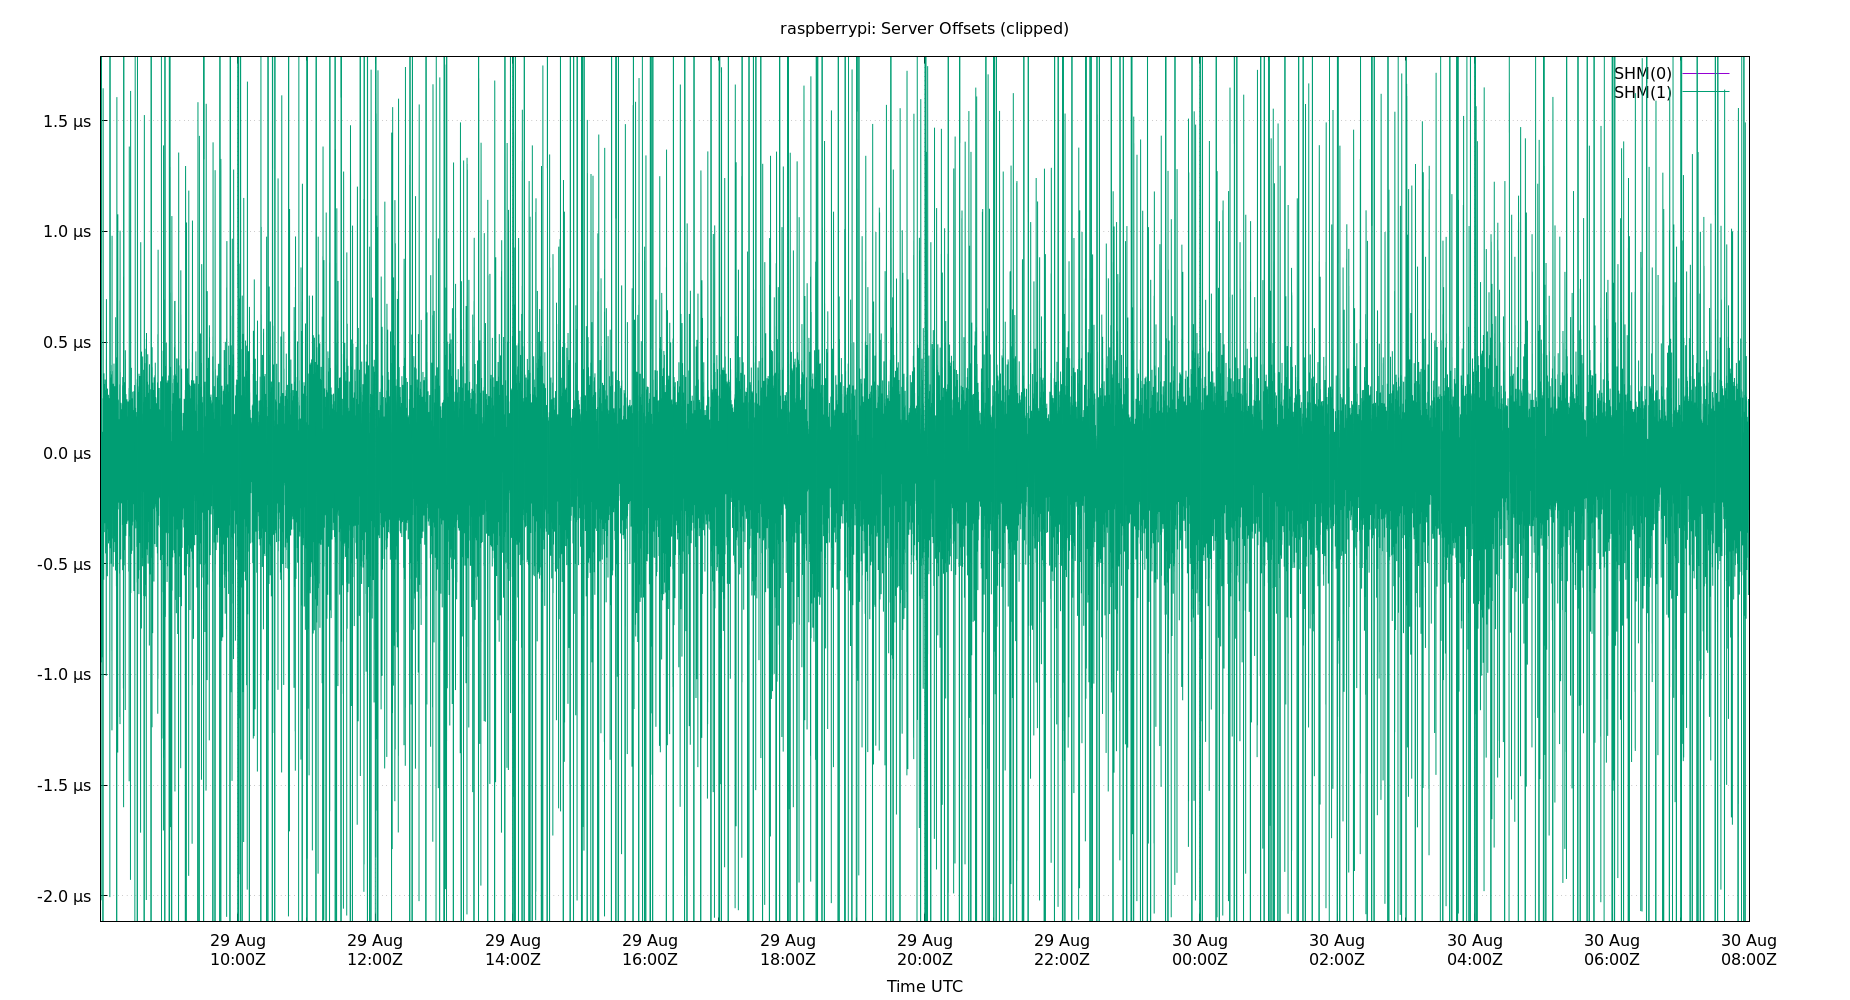 raspberrypi: Server Offsets (clipped)
SHM(0)
SHM(1)
1.5 µs
1.0 µs
0.5 µs
0.0 µs
-0.5 µs
-1.0 µs
-1.5 µs
-2.0 µs
29 Aug 29 Aug 29 Aug 29 Aug 29 Aug 29 Aug 29 Aug 30 Aug 30 Aug 30 Aug 30 Aug 30 Aug
10:00Z 12:00Z 14:00Z 16:00Z 18:00Z 20:00Z 22:00Z 00:00Z 02:00Z 04:00Z 06:00Z 08:00Z
Time UTC